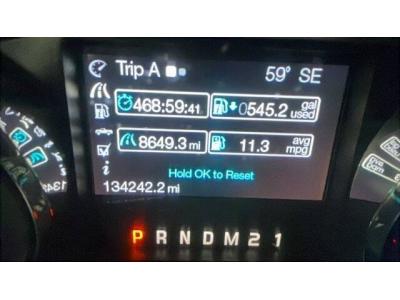 Trip A 59° SE
468:59:41 0545.2 gal used
8649.3 mi 11.3 avg mpg
Hold OK to Reset
134242.2 mi
P R N D M 2 1